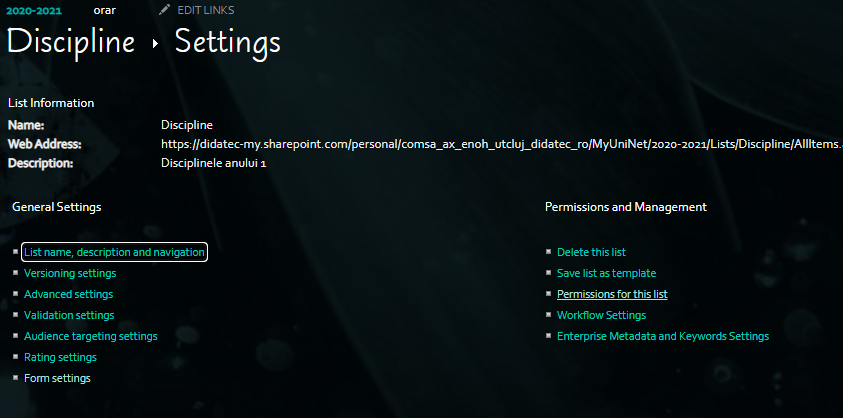 2020-2021 orar EDIT LINKS
Discipline Settings
List Information
Name: Discipline
Web Address: https://didatec-my.sharepoint.com/personal/comsa_ax_enoh_utcluj_didatec_ro/MyUniNet/2020-2021/Lists/Discipline/AllItems.
Description: Disciplinele anului 1
General Settings
List name, description and navigation
Versioning settings
Advanced settings
Validation settings
Audience targeting settings
Rating settings
Form settings
Permissions and Management
Delete this list
Save list as template
Permissions for this list
Workflow Settings
Enterprise Metadata and Keywords Settings